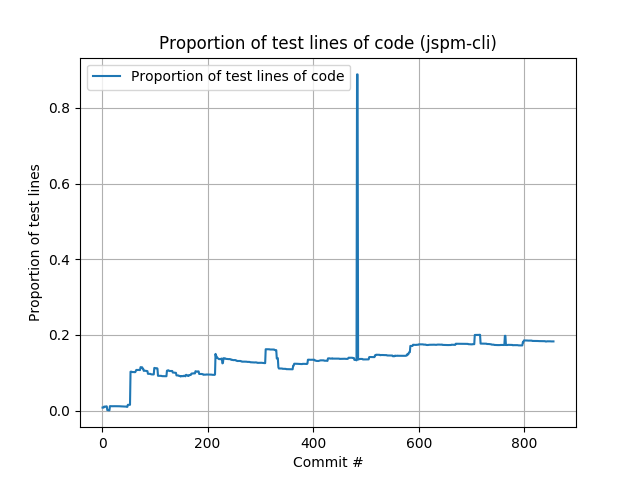 Proportion of test lines of code (jspm-cli)
Proportion of test lines of code
Proportion of test lines
0.8
0.6
0.4
0.2
0.0
0
200
400
600
800
Commit #